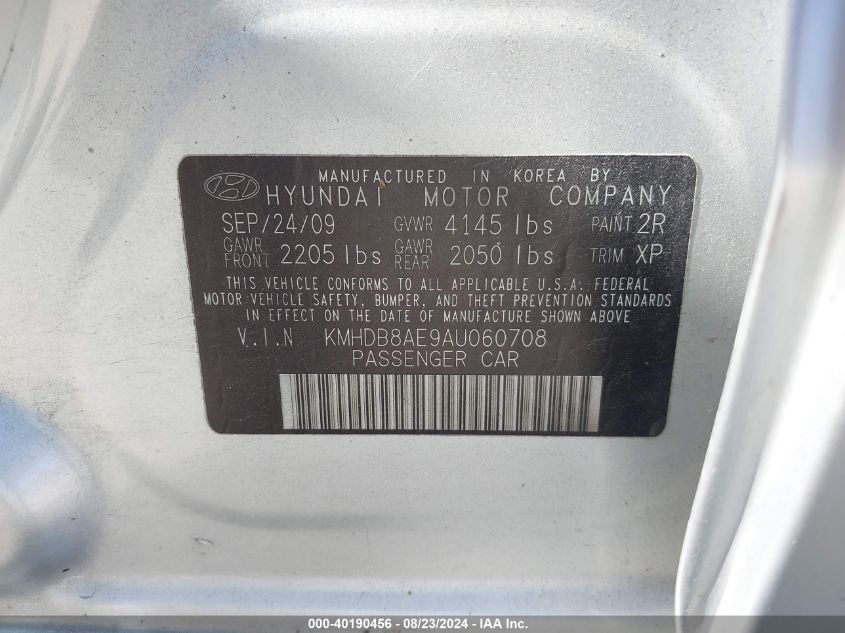 MANUFACTURED IN KOREA BY
HYUNDAI MOTOR COMPANY
SEP/24/09 GVWR 4145 lbs PAINT 2R
GAWR FRONT 2205 lbs GAWR REAR 2050 lbs TRIM XP
THIS VEHICLE CONFORMS TO ALL APPLICABLE U.S.A. FEDERAL
MOTOR VEHICLE SAFETY, BUMPER, AND THEFT PREVENTION STANDARDS
IN EFFECT ON THE DATE OF MANUFACTURE SHOWN ABOVE
V.I.N KMHDB8AE9AU060708
PASSENGER CAR
000-40190456 - 08/23/2024 - IAA Inc.